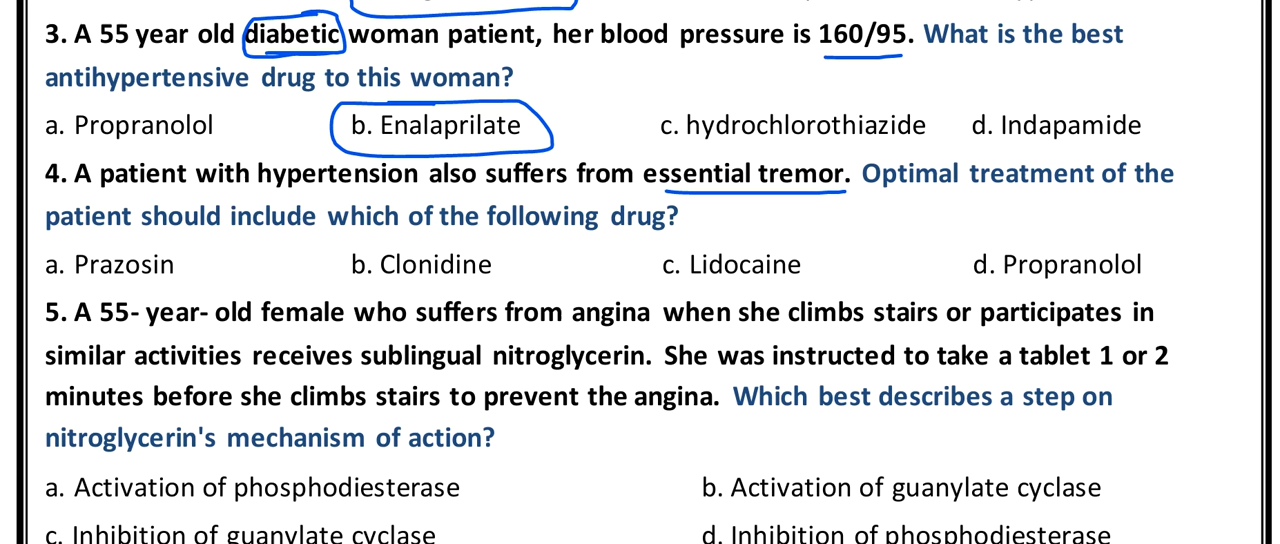 3. A 55 year old diabetic woman patient, her blood pressure is 160/95. What is the best
antihypertensive drug to this woman?
a. Propranolol b. Enalaprilate c. hydrochlorothiazide d. Indapamide
4. A patient with hypertension also suffers from essential tremor. Optimal treatment of the
patient should include which of the following drug?
a. Prazosin b. Clonidine c. Lidocaine d. Propranolol
5. A 55- year- old female who suffers from angina when she climbs stairs or participates in
similar activities receives sublingual nitroglycerin. She was instructed to take a tablet 1 or 2
minutes before she climbs stairs to prevent the angina. Which best describes a step on
nitroglycerin's mechanism of action?
a. Activation of phosphodiesterase b. Activation of guanylate cyclase
c. Inhibition of guanylate cyclase d. Inhibition of phosphodiesterase